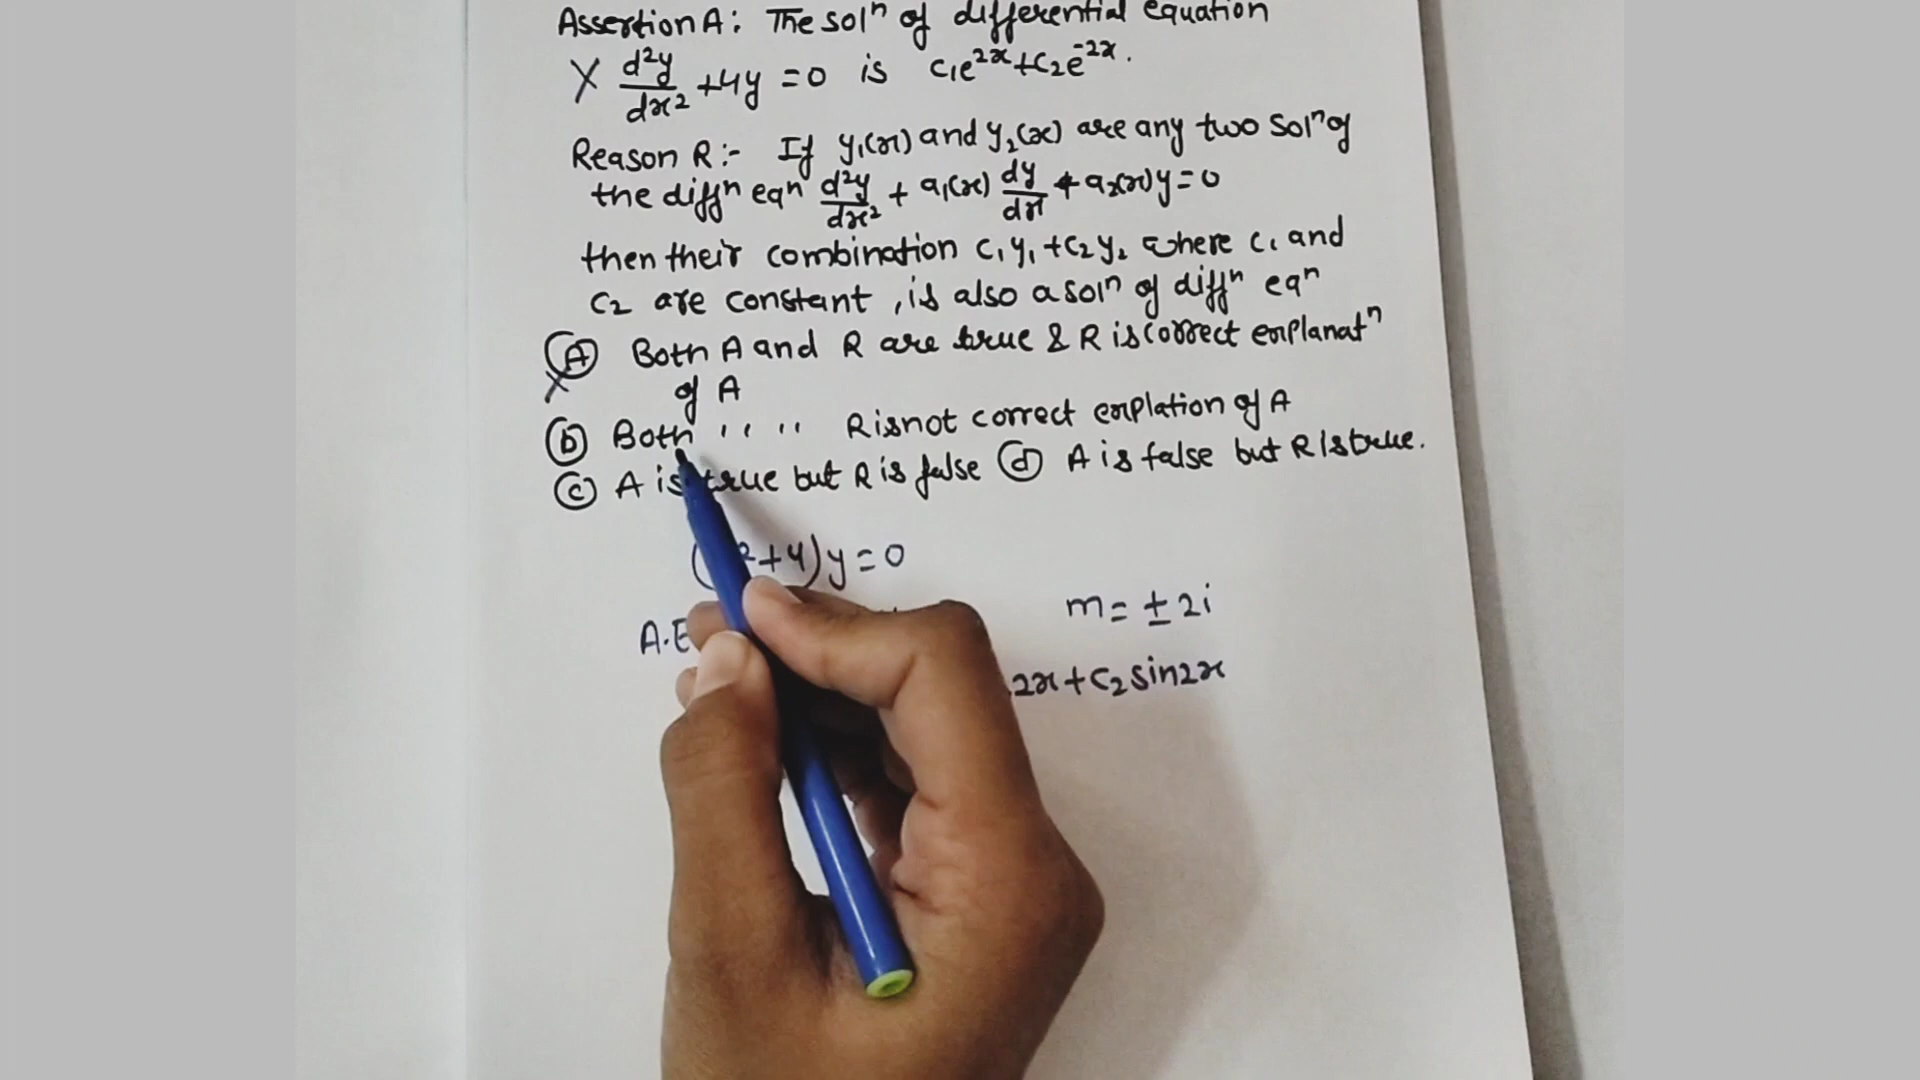 Assertion A: The solⁿ of differential equation
X d²y/dx² + 4y = 0 is c₁e²ˣ + c₂e⁻²ˣ.
Reason R :- If y₁(x) and y₂(x) are any two solⁿ of
the diffⁿ eqⁿ d²y/dx² + a₁(x) dy/dx + a₂(x)y = 0
then their combination c₁y₁ + c₂y₂ where c₁ and
c₂ are constant, is also a solⁿ of diffⁿ eqⁿ
(A) Both A and R are true & R is correct explanatⁿ
X of A
(b) Both " " R is not correct explation of A
(c) A is true but R is false (d) A is false but R is true.
( ²+4)y = 0
A.E m = ± 2i
2x + c₂ sin2x